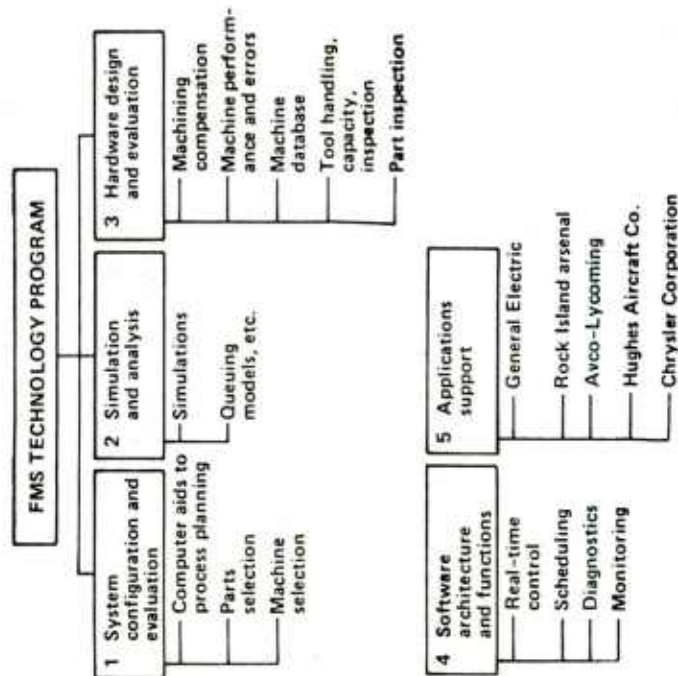 FMS TECHNOLOGY PROGRAM
1 System
configuration and
evaluation
Computer aids to
process planning
Parts
selection
Machine
selection
2 Simulation
and analysis
Simulations
Queuing
models, etc.
3 Hardware design
and evaluation
Machining
compensation
Machine perform-
ance and errors
Machine
database
Tool handling,
capacity,
inspection
Part inspection
4 Software
architecture
and functions
Real-time
control
Scheduling
Diagnostics
Monitoring
5 Applications
support
General Electric
Rock Island arsenal
Avco-Lycoming
Hughes Aircraft Co.
Chrysler Corporation